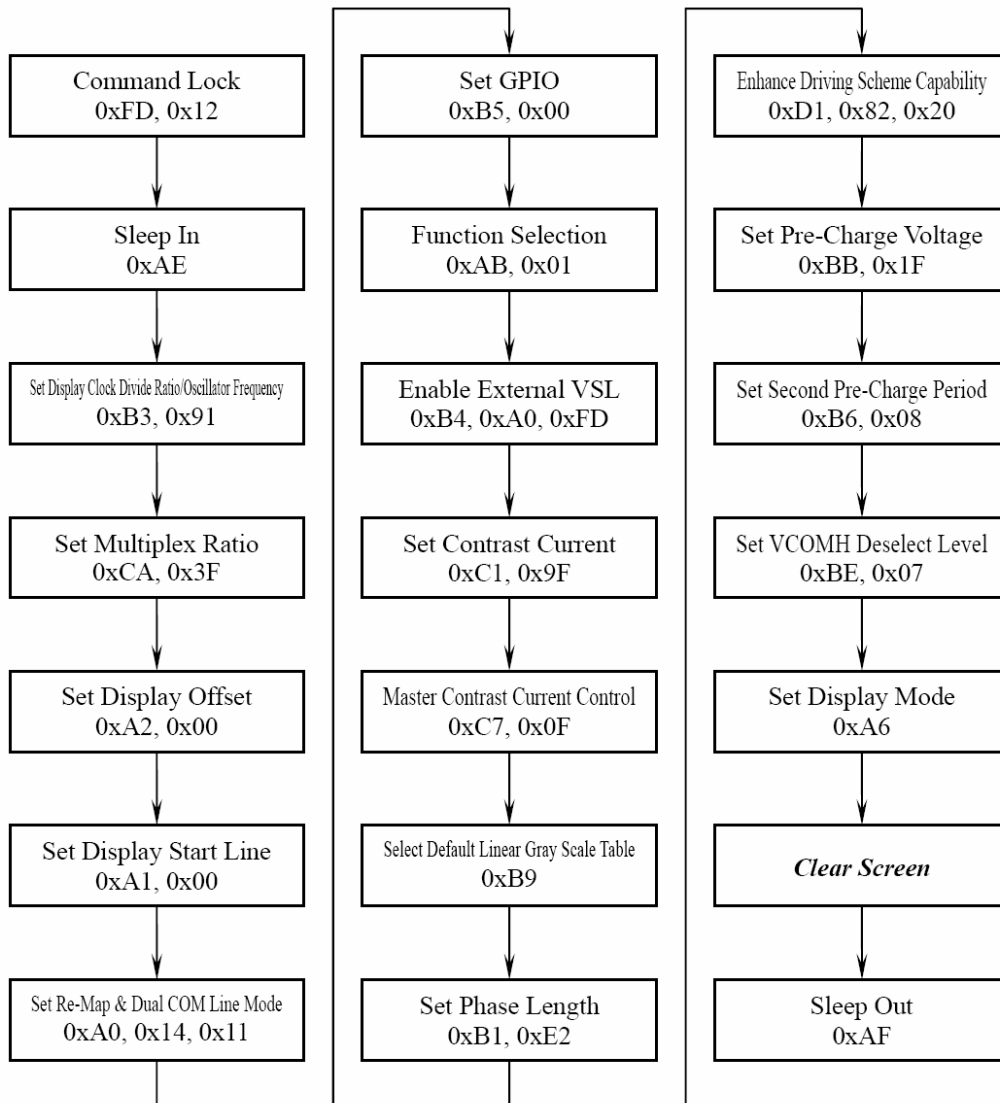 Command Lock
0xFD, 0x12
Sleep In
0xAE
Set Display Clock Divide Ratio/Oscillator Frequency
0xB3, 0x91
Set Multiplex Ratio
0xCA, 0x3F
Set Display Offset
0xA2, 0x00
Set Display Start Line
0xA1, 0x00
Set Re-Map & Dual COM Line Mode
0xA0, 0x14, 0x11
Set GPIO
0xB5, 0x00
Function Selection
0xAB, 0x01
Enable External VSL
0xB4, 0xA0, 0xFD
Set Contrast Current
0xC1, 0x9F
Master Contrast Current Control
0xC7, 0x0F
Select Default Linear Gray Scale Table
0xB9
Set Phase Length
0xB1, 0xE2
Enhance Driving Scheme Capability
0xD1, 0x82, 0x20
Set Pre-Charge Voltage
0xBB, 0x1F
Set Second Pre-Charge Period
0xB6, 0x08
Set VCOMH Deselect Level
0xBE, 0x07
Set Display Mode
0xA6
Clear Screen
Sleep Out
0xAF